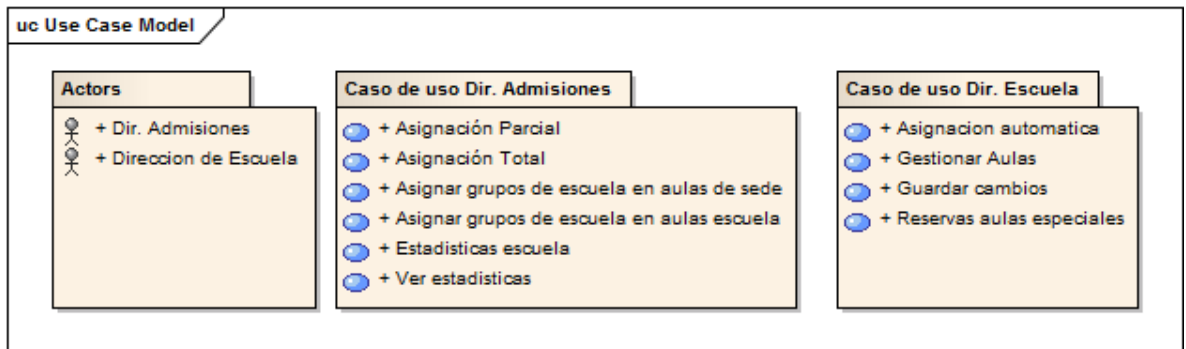 uc Use Case Model
Actors
+ Dir. Admisiones
+ Direccion de Escuela
Caso de uso Dir. Admisiones
+ Asignación Parcial
+ Asignación Total
+ Asignar grupos de escuela en aulas de sede
+ Asignar grupos de escuela en aulas escuela
+ Estadisticas escuela
+ Ver estadisticas
Caso de uso Dir. Escuela
+ Asignacion automatica
+ Gestionar Aulas
+ Guardar cambios
+ Reservas aulas especiales